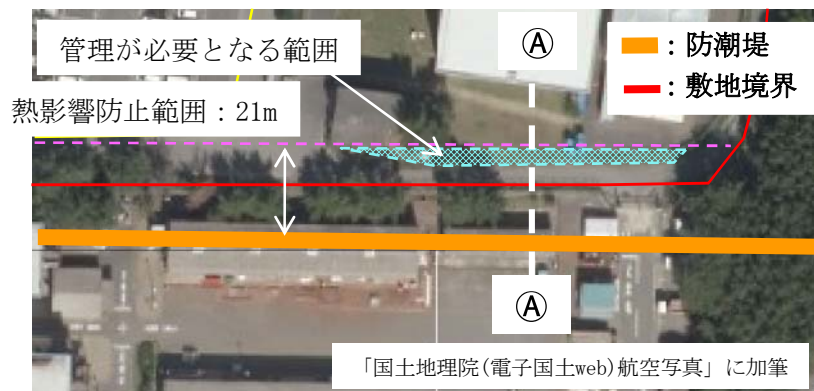 管理が必要となる範囲
Ⓐ
：防潮堤
：敷地境界
熱影響防止範囲：21m
Ⓐ
「国土地理院(電子国土web)航空写真」に加筆